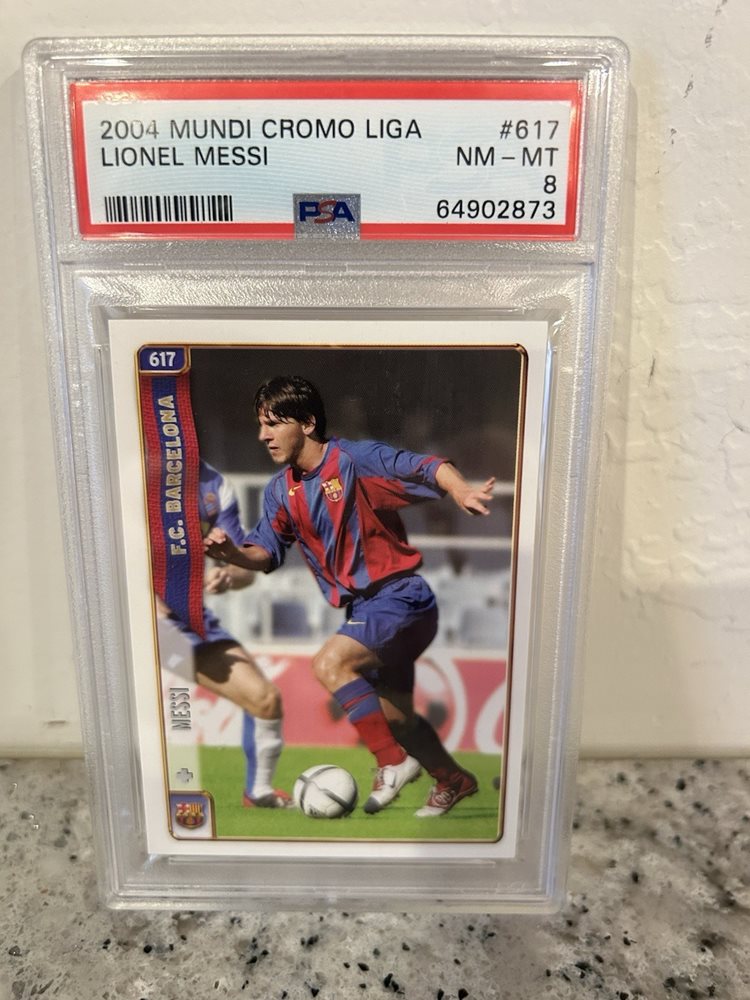 2004 MUNDI CROMO LIGA #617
LIONEL MESSI NM - MT
8
PSA 64902873
617
F.C. BARCELONA
MESSI